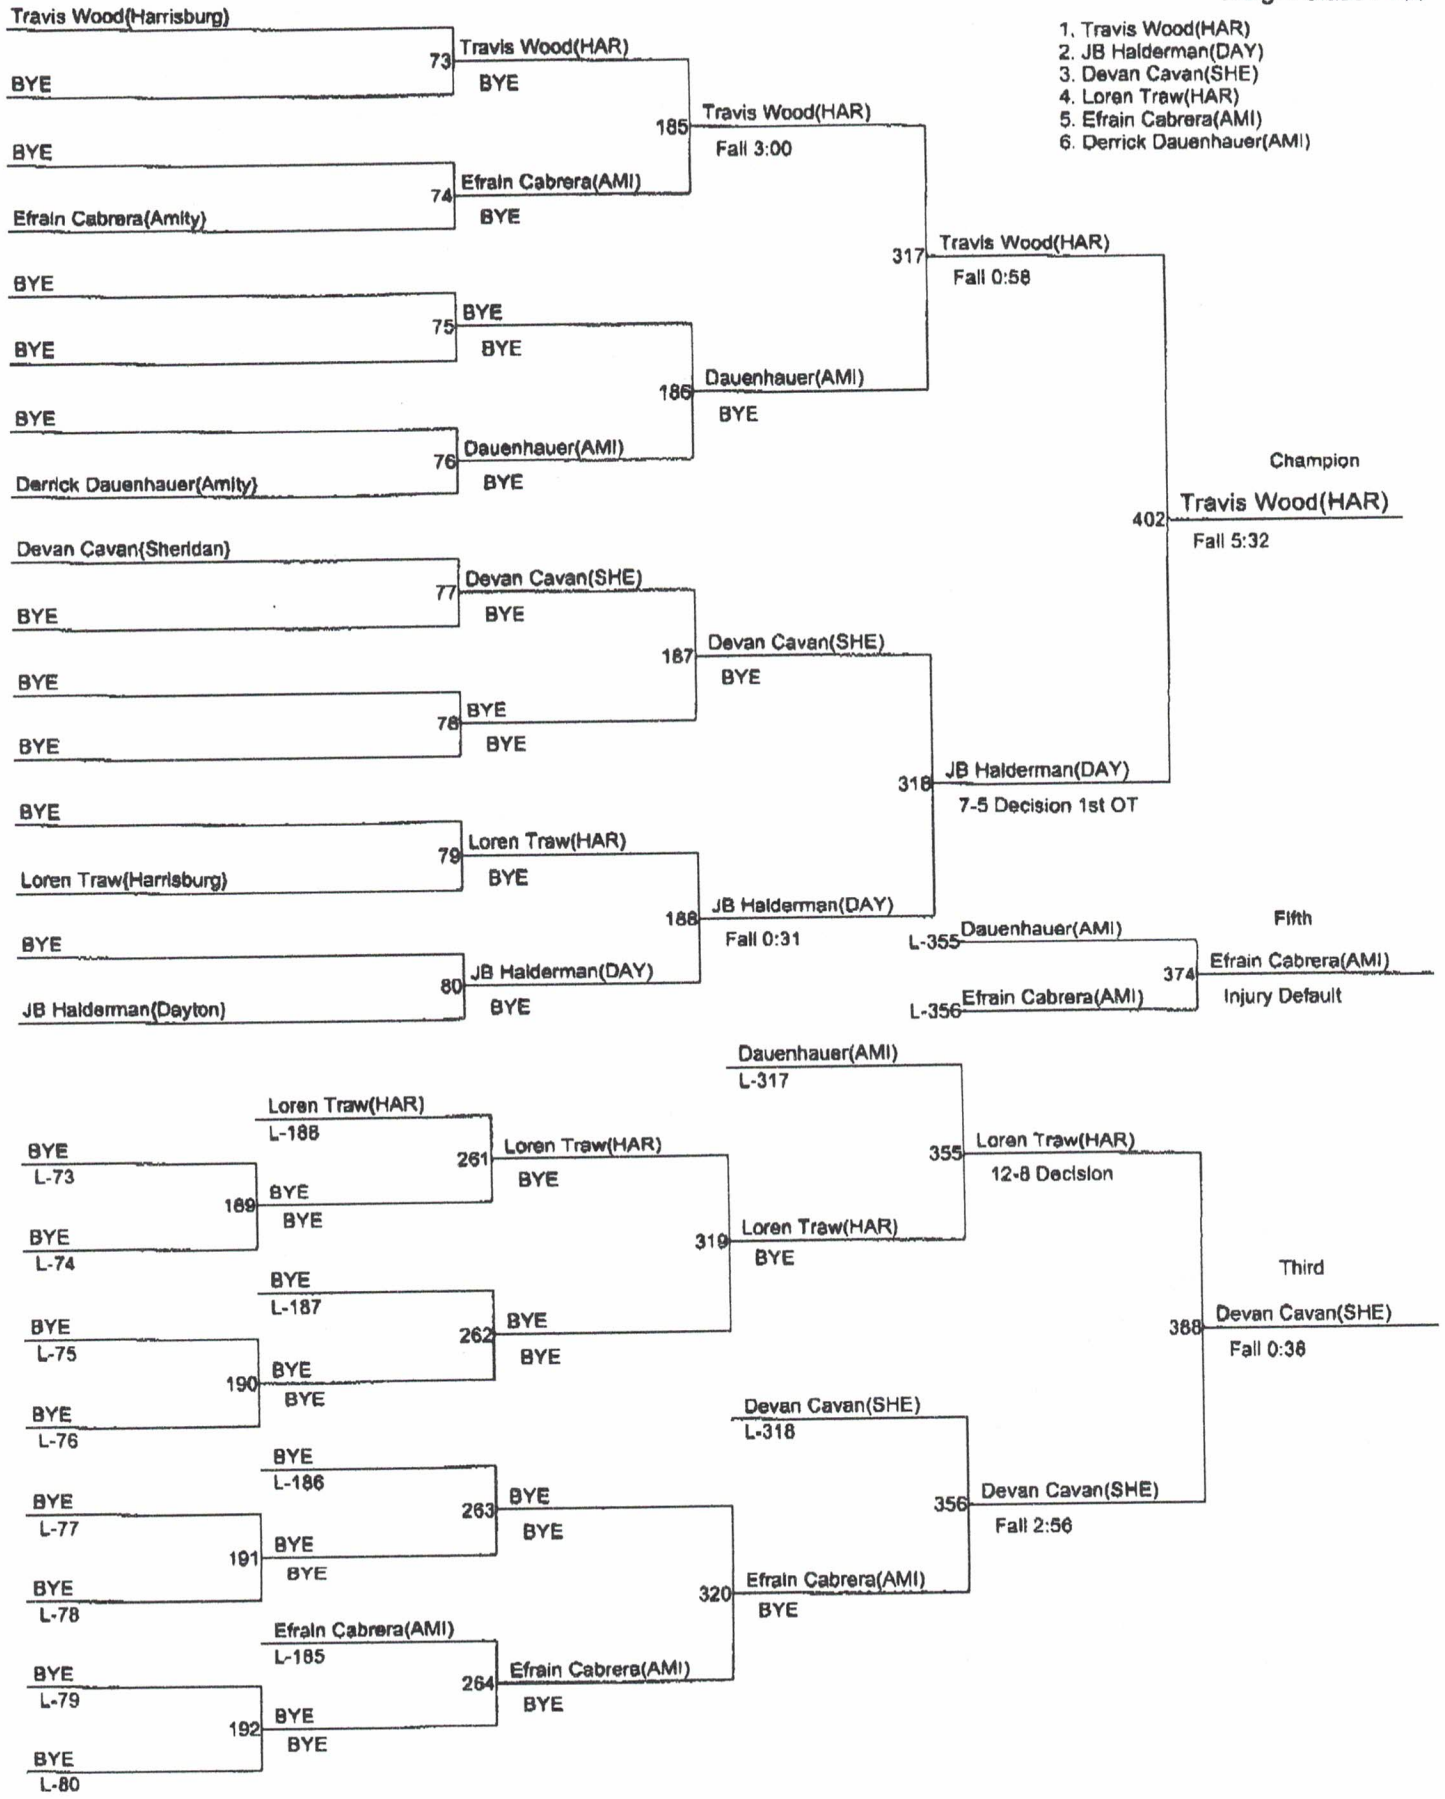 1. Travis Wood(HAR)
2. JB Halderman(DAY)
3. Devan Cavan(SHE)
4. Loren Traw(HAR)
5. Efrain Cabrera(AMI)
6. Derrick Dauenhauer(AMI)
Travis Wood(Harrisburg)
73
Travis Wood(HAR)
BYE
BYE
185
Travis Wood(HAR)
Fall 3:00
BYE
74
Efrain Cabrera(AMI)
BYE
Efrain Cabrera(Amity)
317
Travis Wood(HAR)
Fall 0:58
BYE
75
BYE
BYE
BYE
186
Dauenhauer(AMI)
BYE
BYE
76
Dauenhauer(AMI)
BYE
Derrick Dauenhauer(Amity)
Champion
402
Travis Wood(HAR)
Fall 5:32
Devan Cavan(Sheridan)
77
Devan Cavan(SHE)
BYE
BYE
187
Devan Cavan(SHE)
BYE
BYE
78
BYE
BYE
BYE
318
JB Halderman(DAY)
7-5 Decision 1st OT
BYE
79
Loren Traw(HAR)
BYE
Loren Traw(Harrisburg)
188
JB Halderman(DAY)
Fall 0:31
BYE
80
JB Halderman(DAY)
BYE
JB Halderman(Dayton)
Fifth
L-355
Dauenhauer(AMI)
374
Efrain Cabrera(AMI)
Injury Default
L-356
Efrain Cabrera(AMI)
Dauenhauer(AMI)
L-317
Loren Traw(HAR)
L-188
261
Loren Traw(HAR)
BYE
355
Loren Traw(HAR)
12-8 Decision
BYE
L-73
189
BYE
BYE
BYE
L-74
319
Loren Traw(HAR)
BYE
BYE
L-187
262
BYE
BYE
Third
388
Devan Cavan(SHE)
Fall 0:38
BYE
L-75
190
BYE
BYE
BYE
L-76
Devan Cavan(SHE)
L-318
BYE
L-186
263
BYE
BYE
356
Devan Cavan(SHE)
Fall 2:56
BYE
L-77
191
BYE
BYE
BYE
L-78
320
Efrain Cabrera(AMI)
BYE
Efrain Cabrera(AMI)
L-185
264
Efrain Cabrera(AMI)
BYE
BYE
L-79
192
BYE
BYE
BYE
L-80